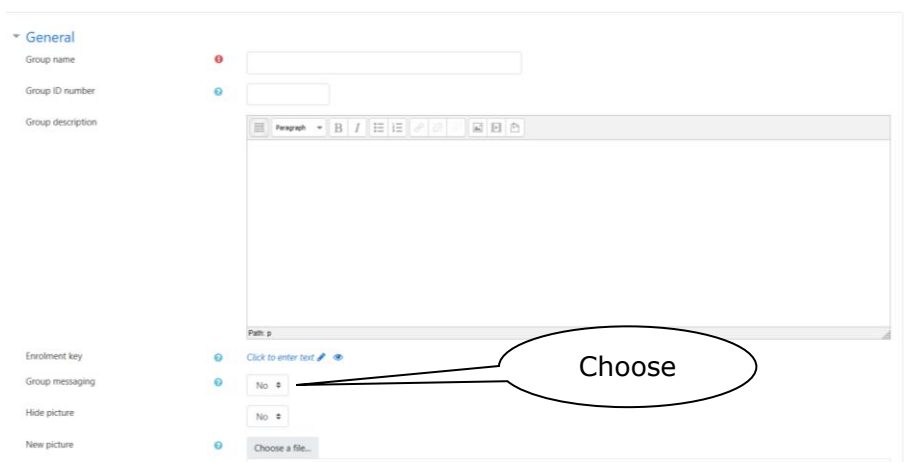 General
Group name
Group ID number
Group description
Paragraph B I
Path: p
Enrolment key Click to enter text
Choose
Group messaging No
Hide picture No
New picture Choose a file...